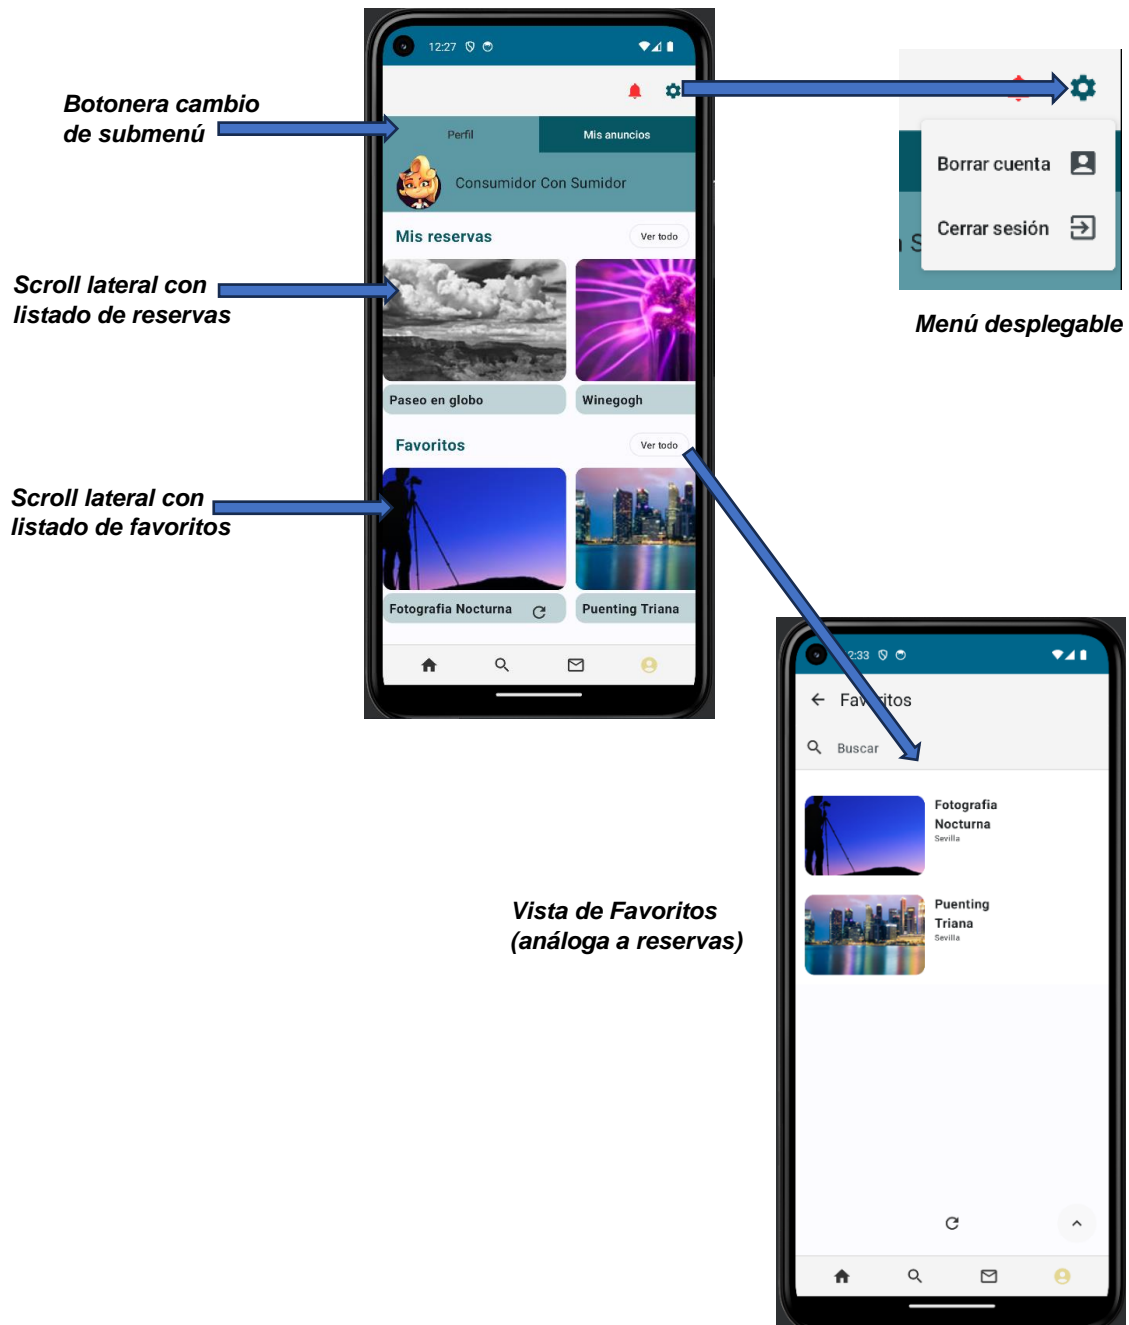 12:27
Botonera cambio
de submenú
Perfil
Mis anuncios
Consumidor Con Sumidor
Mis reservas
Ver todo
Scroll lateral con
listado de reservas
Paseo en globo
Winegogh
Favoritos
Ver todo
Scroll lateral con
listado de favoritos
Fotografia Nocturna
Puenting Triana
Borrar cuenta
Cerrar sesión
Menú desplegable
2:33
Favoritos
Buscar
Fotografia
Nocturna
Sevilla
Puenting
Triana
Sevilla
Vista de Favoritos
(análoga a reservas)